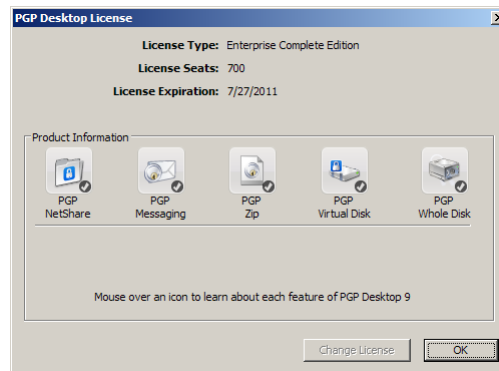 PGP Desktop License
License Type: Enterprise Complete Edition
License Seats: 700
License Expiration: 7/27/2011
Product Information
PGP NetShare
PGP Messaging
PGP Zip
PGP Virtual Disk
PGP Whole Disk
Mouse over an icon to learn about each feature of PGP Desktop 9
Change License
OK